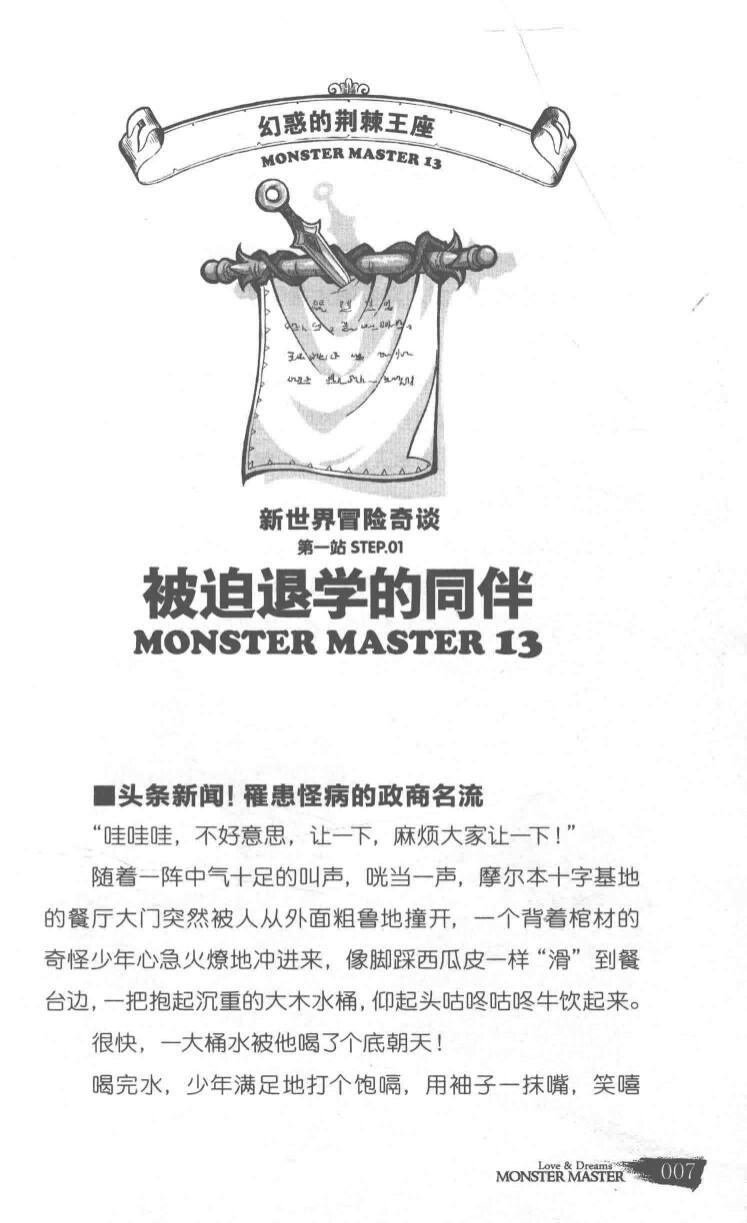 幻惑的荆棘王座
MONSTER MASTER 13
新世界冒险奇谈
第一站 STEP.01
被迫退学的同伴
MONSTER MASTER 13
■头条新闻！罹患怪病的政商名流
“哇哇哇，不好意思，让一下，麻烦大家让一下！”
随着一阵中气十足的叫声，咣当一声，摩尔本十字基地
的餐厅大门突然被人从外面粗鲁地撞开，一个背着棺材的
奇怪少年心急火燎地冲进来，像脚踩西瓜皮一样“滑”到餐
台边，一把抱起沉重的大木水桶，仰起头咕咚咕咚牛饮起来。
很快，一大桶水被他喝了个底朝天！
喝完水，少年满足地打个饱嗝，用袖子一抹嘴，笑嘻
Love & Dreams
MONSTER MASTER 007